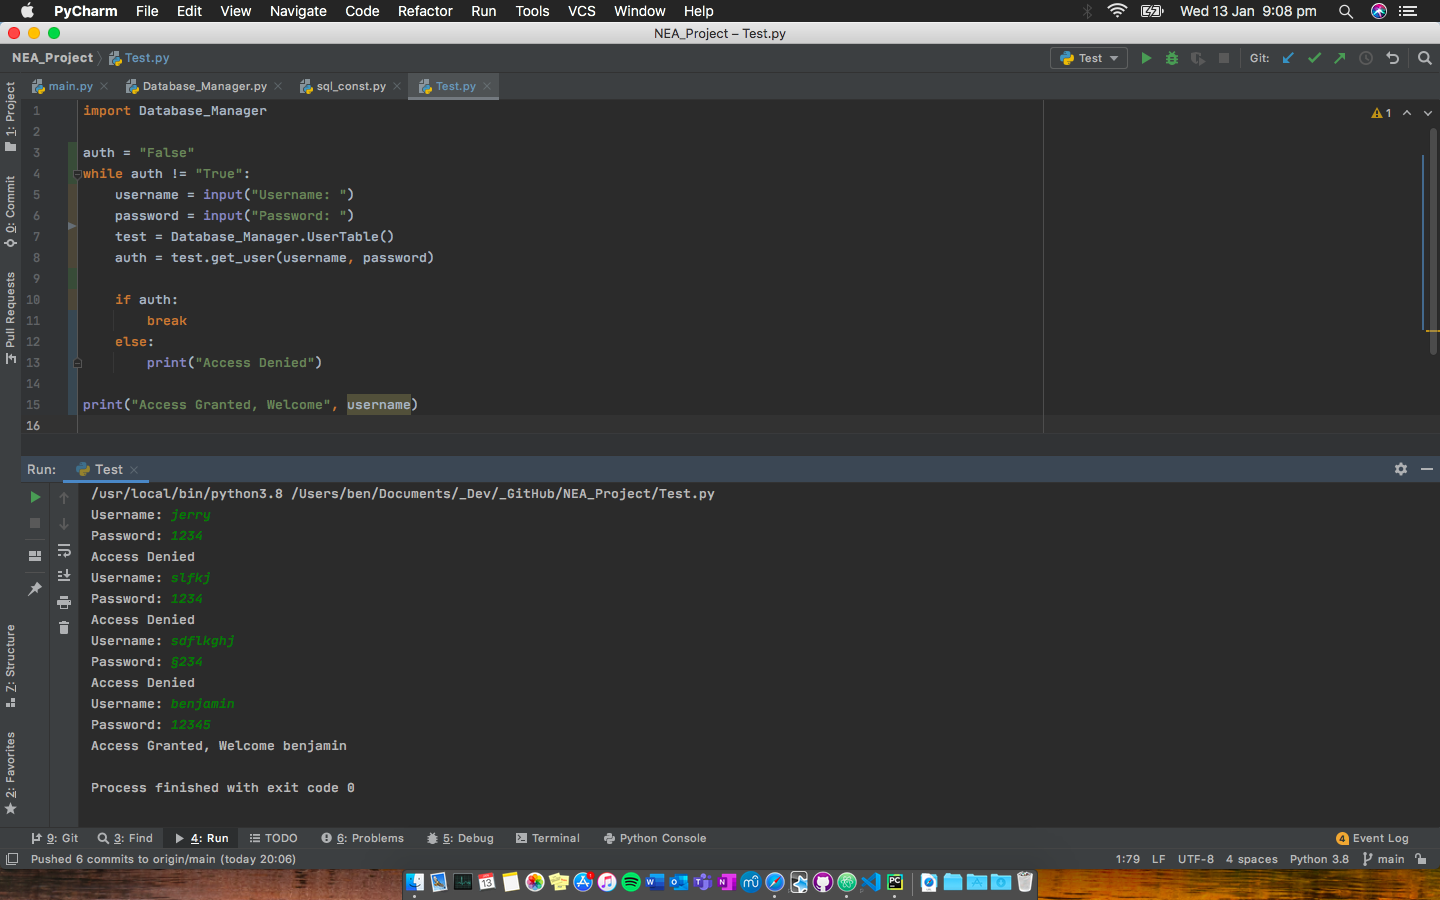 PyCharm File Edit View Navigate Code Refactor Run Tools VCS Window Help Wed 13 Jan 9:08 pm
NEA_Project – Test.py
NEA_Project Test.py Test Git:
main.py Database_Manager.py sql_const.py Test.py
1: Project
0: Commit
Pull Requests
1 import Database_Manager
1
2
3 auth = "False"
4 while auth != "True":
5 username = input("Username: ")
6 password = input("Password: ")
7 test = Database_Manager.UserTable()
8 auth = test.get_user(username, password)
9
10 if auth:
11 break
12 else:
13 print("Access Denied")
14
15 print("Access Granted, Welcome", username)
16
Run: Test
/usr/local/bin/python3.8 /Users/ben/Documents/_Dev/_GitHub/NEA_Project/Test.py
Username: jerry
Password: 1234
Access Denied
Username: slfkj
Password: 1234
Access Denied
Username: sdflkghj
Password: §234
Access Denied
Username: benjamin
Password: 12345
Access Granted, Welcome benjamin
Process finished with exit code 0
Z: Structure
2: Favorites
9: Git 3: Find 4: Run TODO 6: Problems 5: Debug Terminal Python Console 4 Event Log
Pushed 6 commits to origin/main (today 20:06) 1:79 LF UTF-8 4 spaces Python 3.8 main
13
PC